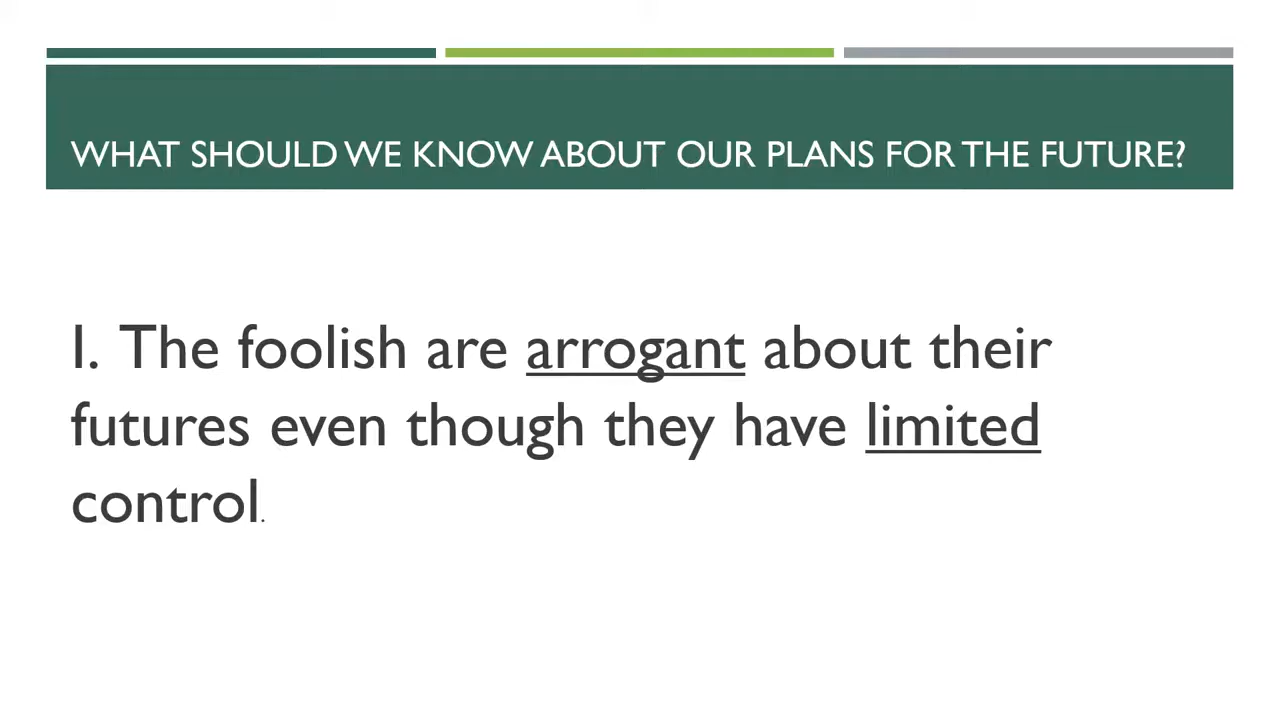 WHAT SHOULD WE KNOW ABOUT OUR PLANS FOR THE FUTURE?
1. The foolish are arrogant about their
futures even though they have limited
control.